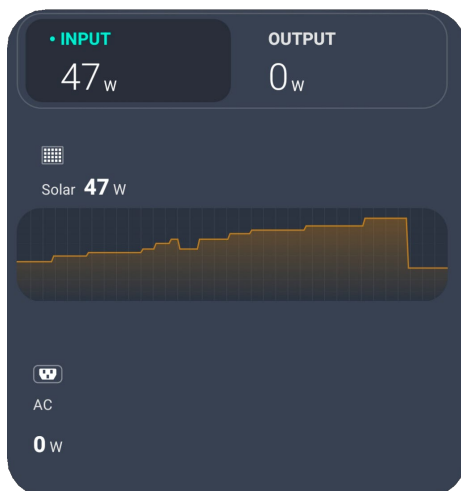 • INPUT OUTPUT
47 W 0 W
Solar 47 W
AC
0 W